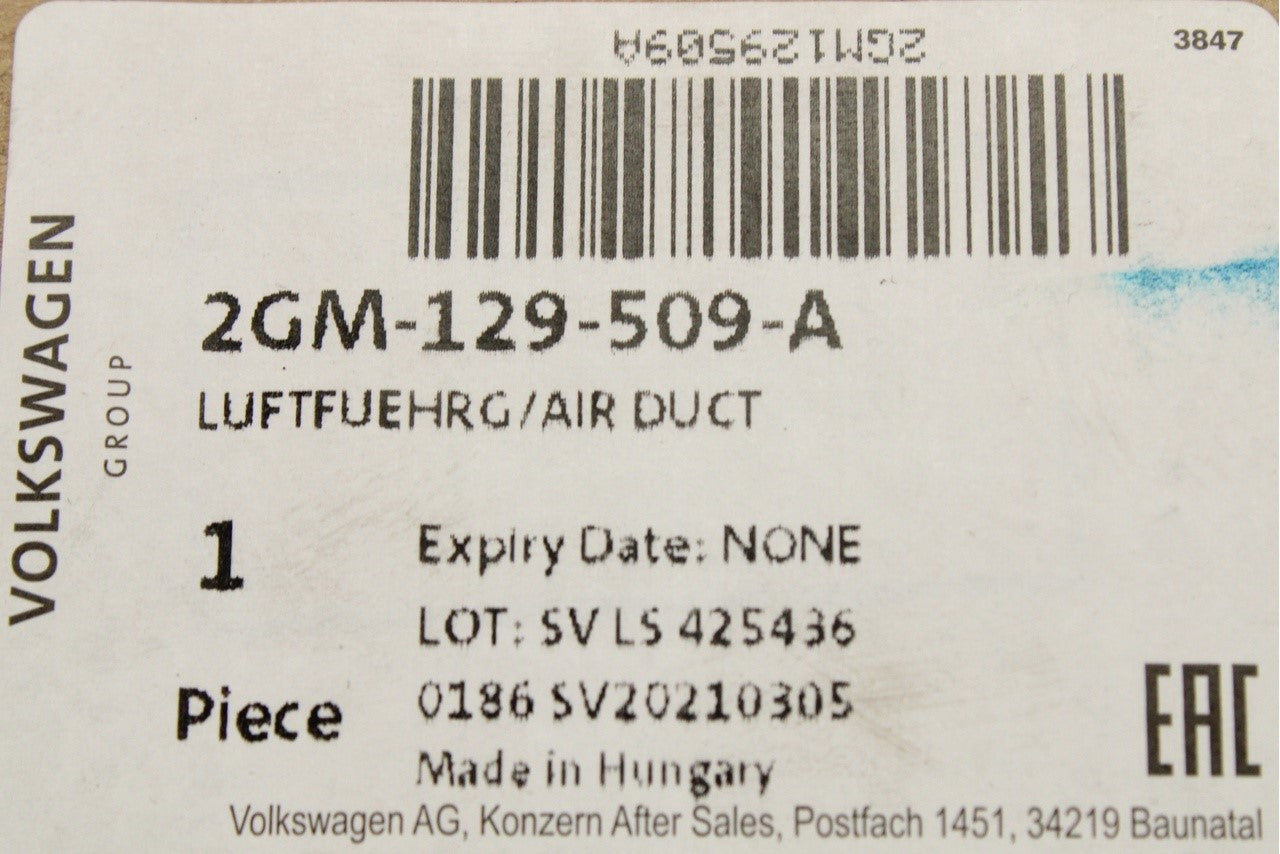 2GM129509A
3847
VOLKSWAGEN
GROUP
2GM-129-509-A
LUFTFUEHRG/AIR DUCT
1
Piece
Expiry Date: NONE
LOT: SV LS 425436
0186 SV20210305
Made in Hungary
EAC
Volkswagen AG, Konzern After Sales, Postfach 1451, 34219 Baunatal